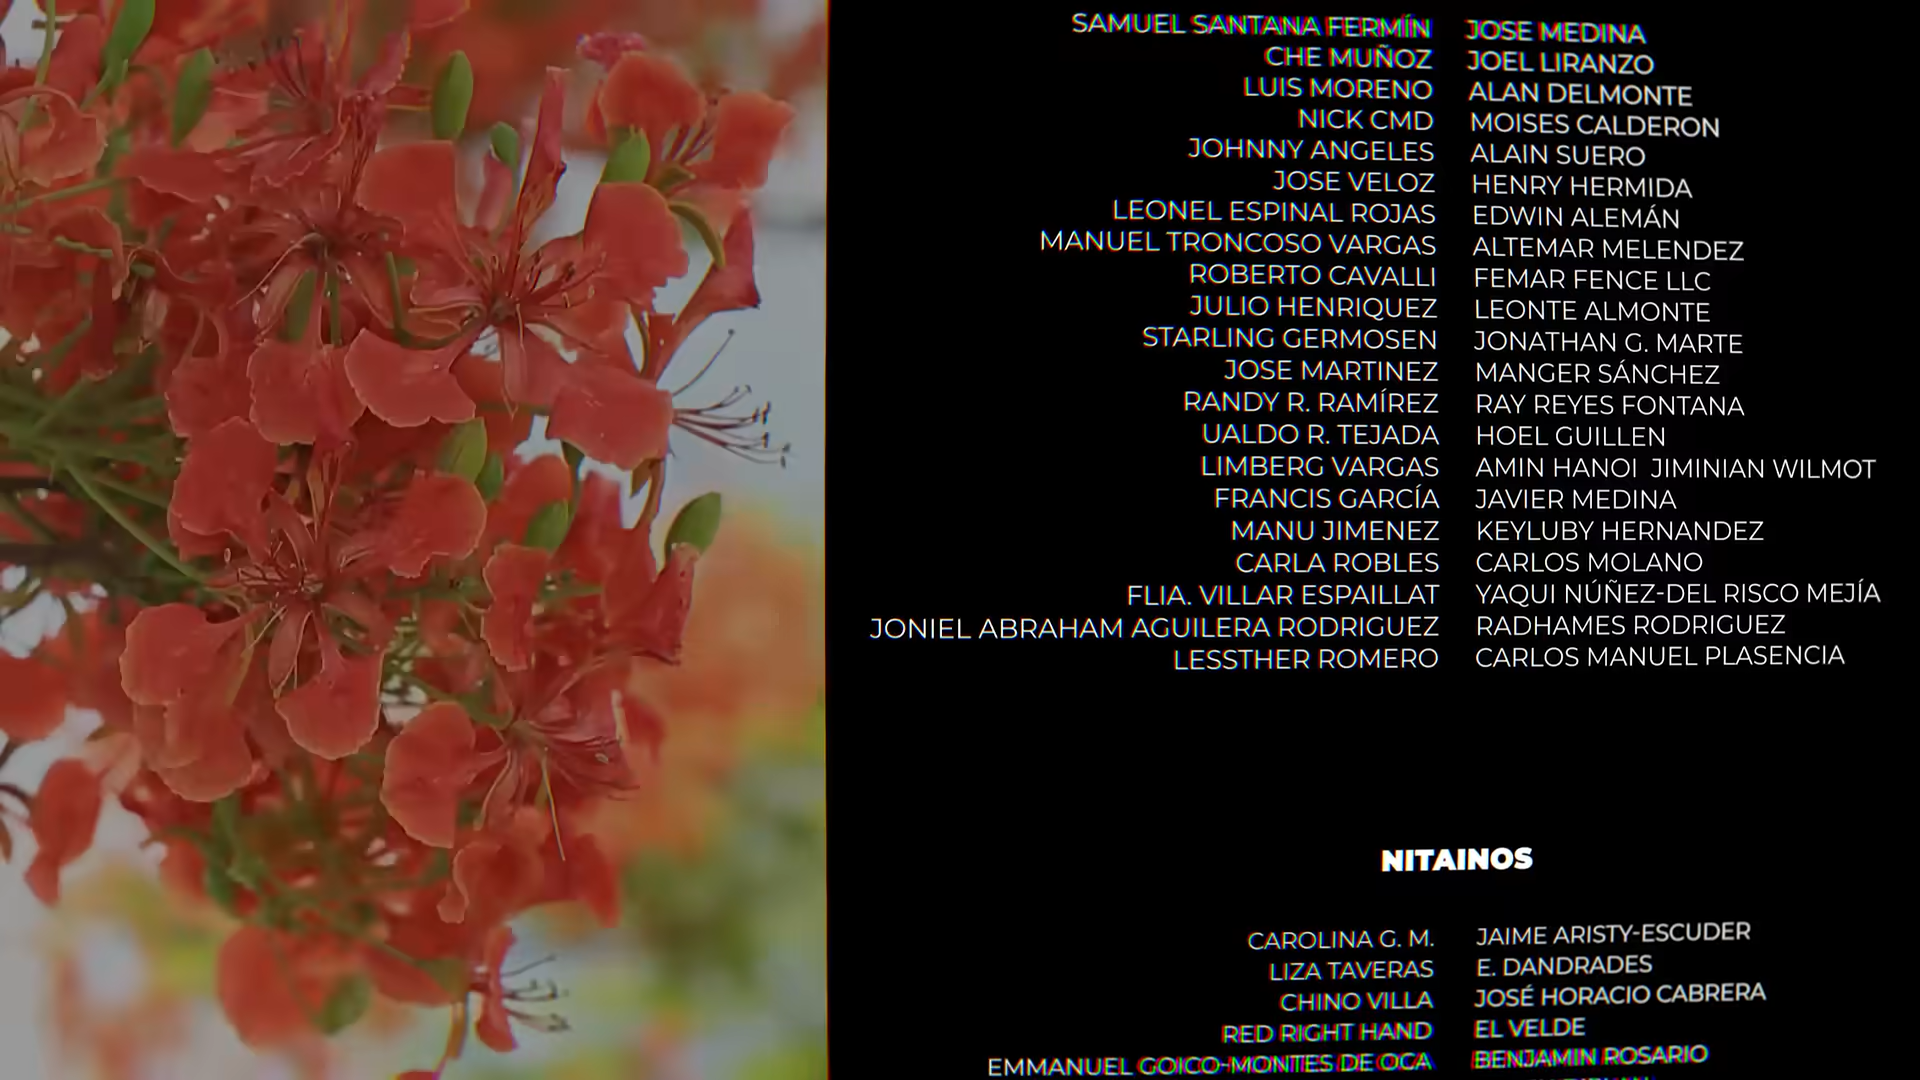 SAMUEL SANTANA FERMÍN JOSE MEDINA
CHE MUÑOZ JOEL LIRANZO
LUIS MORENO ALAN DELMONTE
NICK CMD MOISES CALDERON
JOHNNY ANGELES ALAIN SUERO
JOSE VELOZ HENRY HERMIDA
LEONEL ESPINAL ROJAS EDWIN ALEMÁN
MANUEL TRONCOSO VARGAS ALTEMAR MELENDEZ
ROBERTO CAVALLI FEMAR FENCE LLC
JULIO HENRIQUEZ LEONTE ALMONTE
STARLING GERMOSEN JONATHAN G. MARTE
JOSE MARTINEZ MANGER SÁNCHEZ
RANDY R. RAMÍREZ RAY REYES FONTANA
UALDO R. TEJADA HOEL GUILLEN
LIMBERG VARGAS AMIN HANOI JIMINIAN WILMOT
FRANCIS GARCÍA JAVIER MEDINA
MANU JIMENEZ KEYLUBY HERNANDEZ
CARLA ROBLES CARLOS MOLANO
FLIA. VILLAR ESPAILLAT YAQUI NÚÑEZ-DEL RISCO MEJÍA
JONIEL ABRAHAM AGUILERA RODRIGUEZ RADHAMES RODRIGUEZ
LESSTHER ROMERO CARLOS MANUEL PLASENCIA
NITAINOS
CAROLINA G. M. JAIME ARISTY-ESCUDER
LIZA TAVERAS E. DANDRADES
CHINO VILLA JOSÉ HORACIO CABRERA
RED RIGHT HAND EL VELDE
EMMANUEL GOICO-MONTES DE OCA BENJAMIN ROSARIO